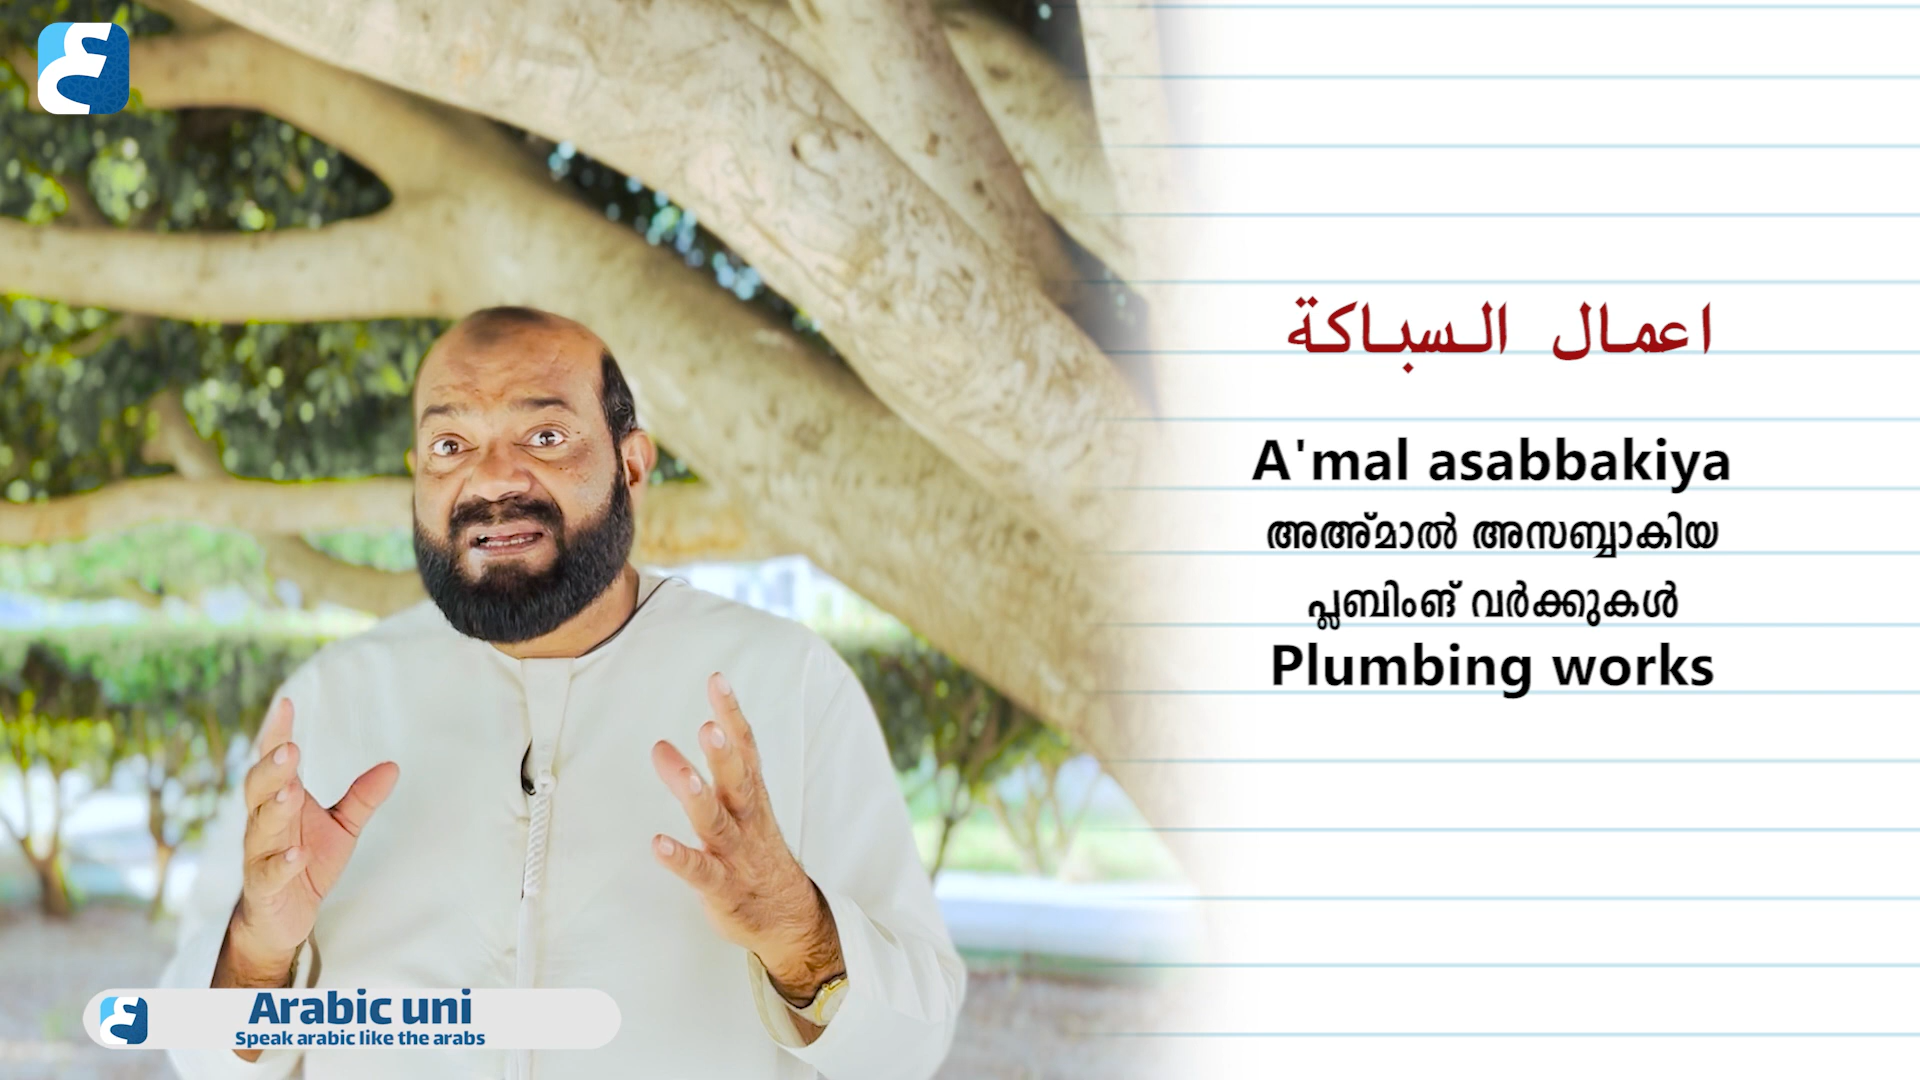 اعمال السباكة
A'mal asabbakiya
അഅ്മാൽ അസബ്ബാകിയ
പ്ലബിംങ് വർക്കുകൾ
Plumbing works
Arabic uni
Speak arabic like the arabs